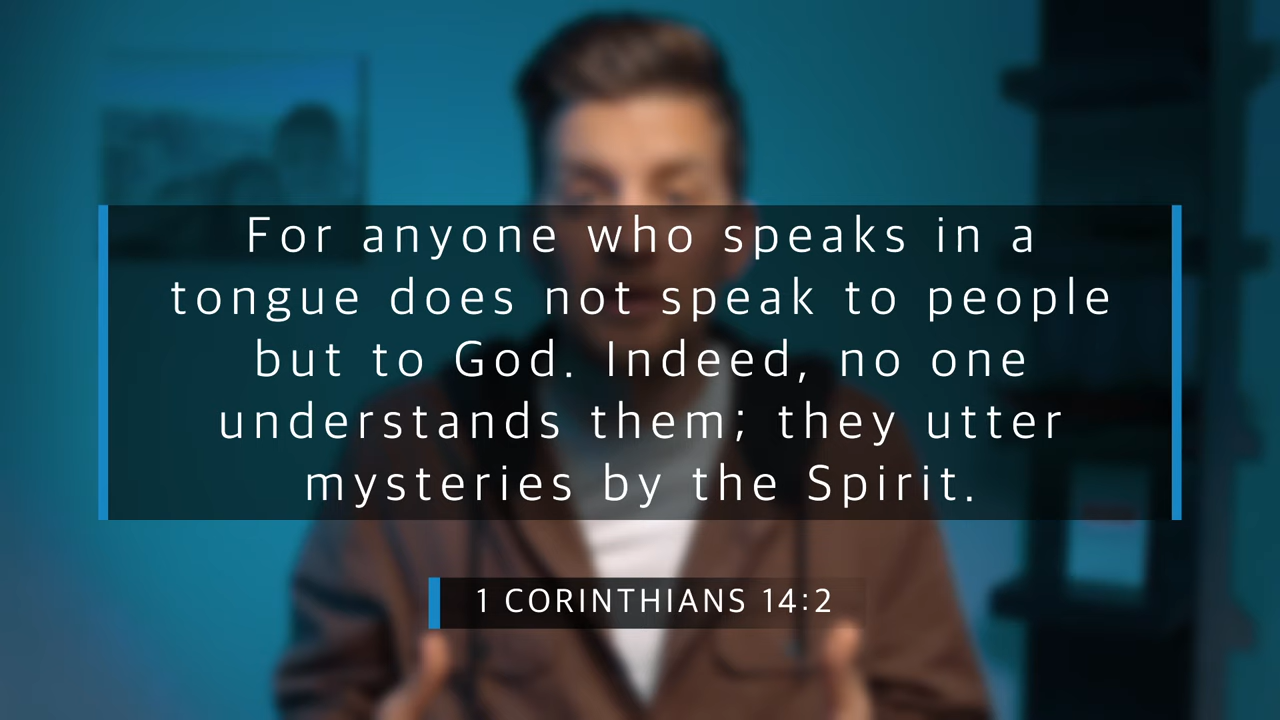 For anyone who speaks in a
tongue does not speak to people
but to God. Indeed, no one
understands them; they utter
mysteries by the Spirit.
1 CORINTHIANS 14:2